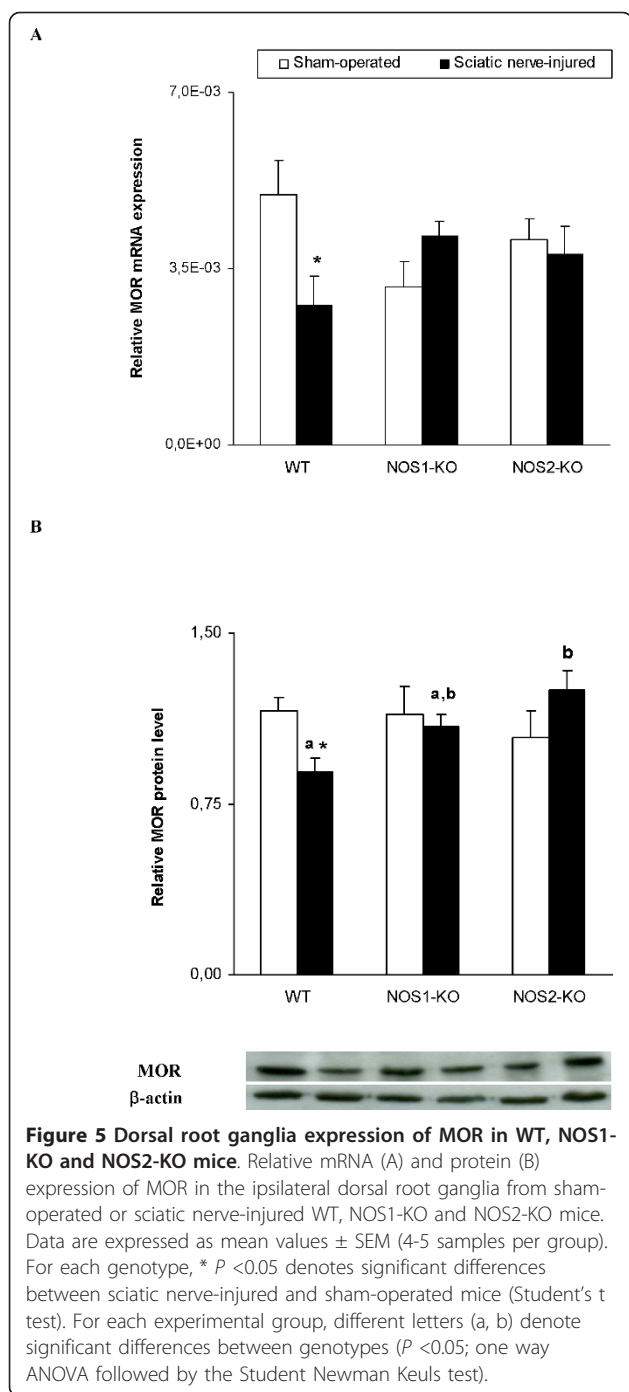 A
□ Sham-operated ■ Sciatic nerve-injured
7,0E-03
3,5E-03
0,0E+00
Relative MOR mRNA expression
*
WT NOS1-KO NOS2-KO
B
1,50
0,75
0,00
Relative MOR protein level
a *
a,b
b
WT NOS1-KO NOS2-KO
MOR
β-actin
Figure 5 Dorsal root ganglia expression of MOR in WT, NOS1-
KO and NOS2-KO mice. Relative mRNA (A) and protein (B)
expression of MOR in the ipsilateral dorsal root ganglia from sham-
operated or sciatic nerve-injured WT, NOS1-KO and NOS2-KO mice.
Data are expressed as mean values ± SEM (4-5 samples per group).
For each genotype, * P <0.05 denotes significant differences
between sciatic nerve-injured and sham-operated mice (Student's t
test). For each experimental group, different letters (a, b) denote
significant differences between genotypes (P <0.05; one way
ANOVA followed by the Student Newman Keuls test).